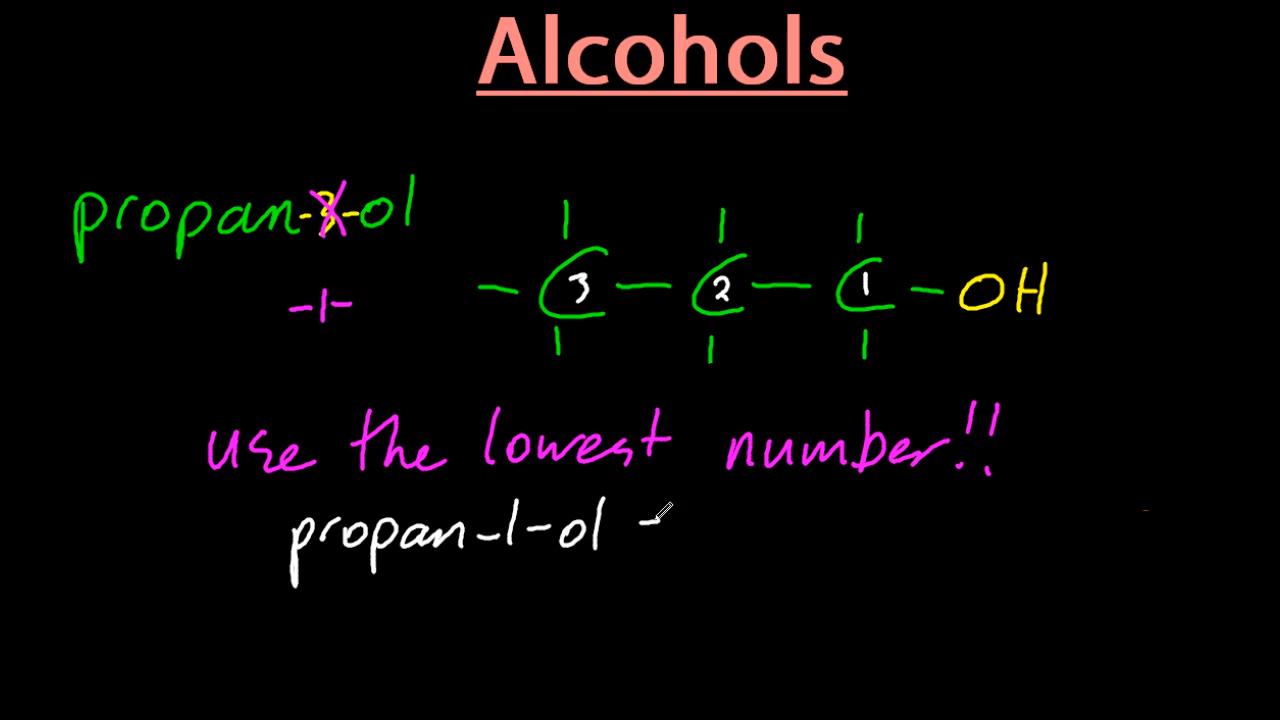 Alcohols
propan-3-ol
-1-
- C 3 - C 2 - C 1 - OH
use the lowest number!!
propan-1-ol -